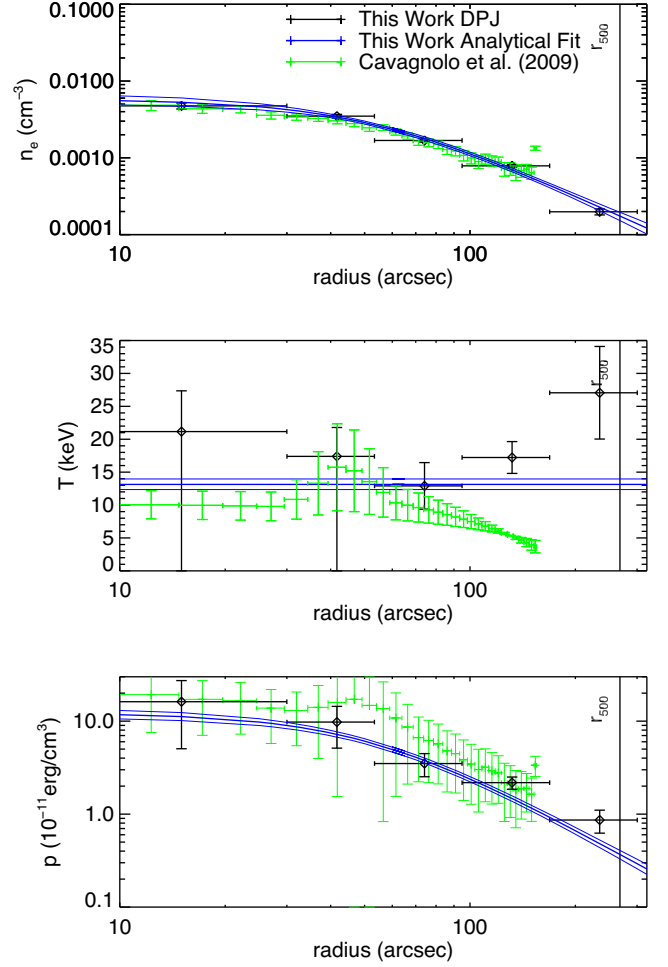 This Work DPJ
This Work Analytical Fit
Cavagnolo et al. (2009)
r500
0.1000
0.0100
0.0010
0.0001
nₑ (cm⁻³)
10
100
radius (arcsec)
r500
35
30
25
20
15
10
5
0
T (keV)
10
100
radius (arcsec)
r500
10.0
1.0
0.1
p (10⁻¹¹erg/cm³)
10
100
radius (arcsec)